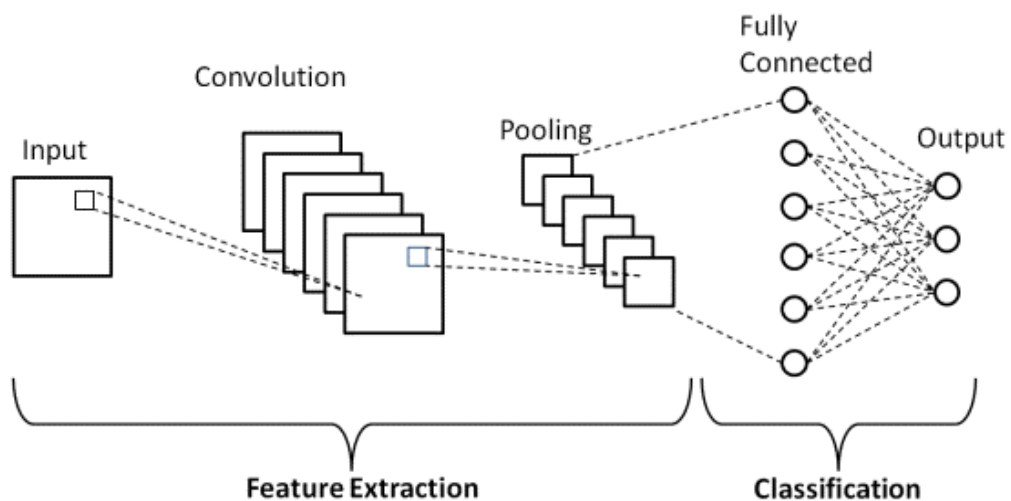 Input
Convolution
Pooling
Fully
Connected
Output
Feature Extraction
Classification